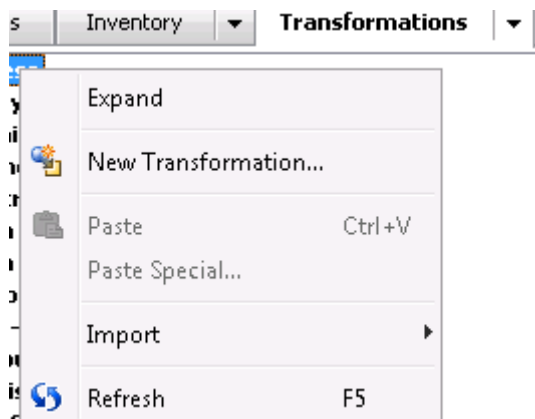 s Inventory Transformations
Expand
New Transformation...
Paste Ctrl+V
Paste Special...
Import
Refresh F5